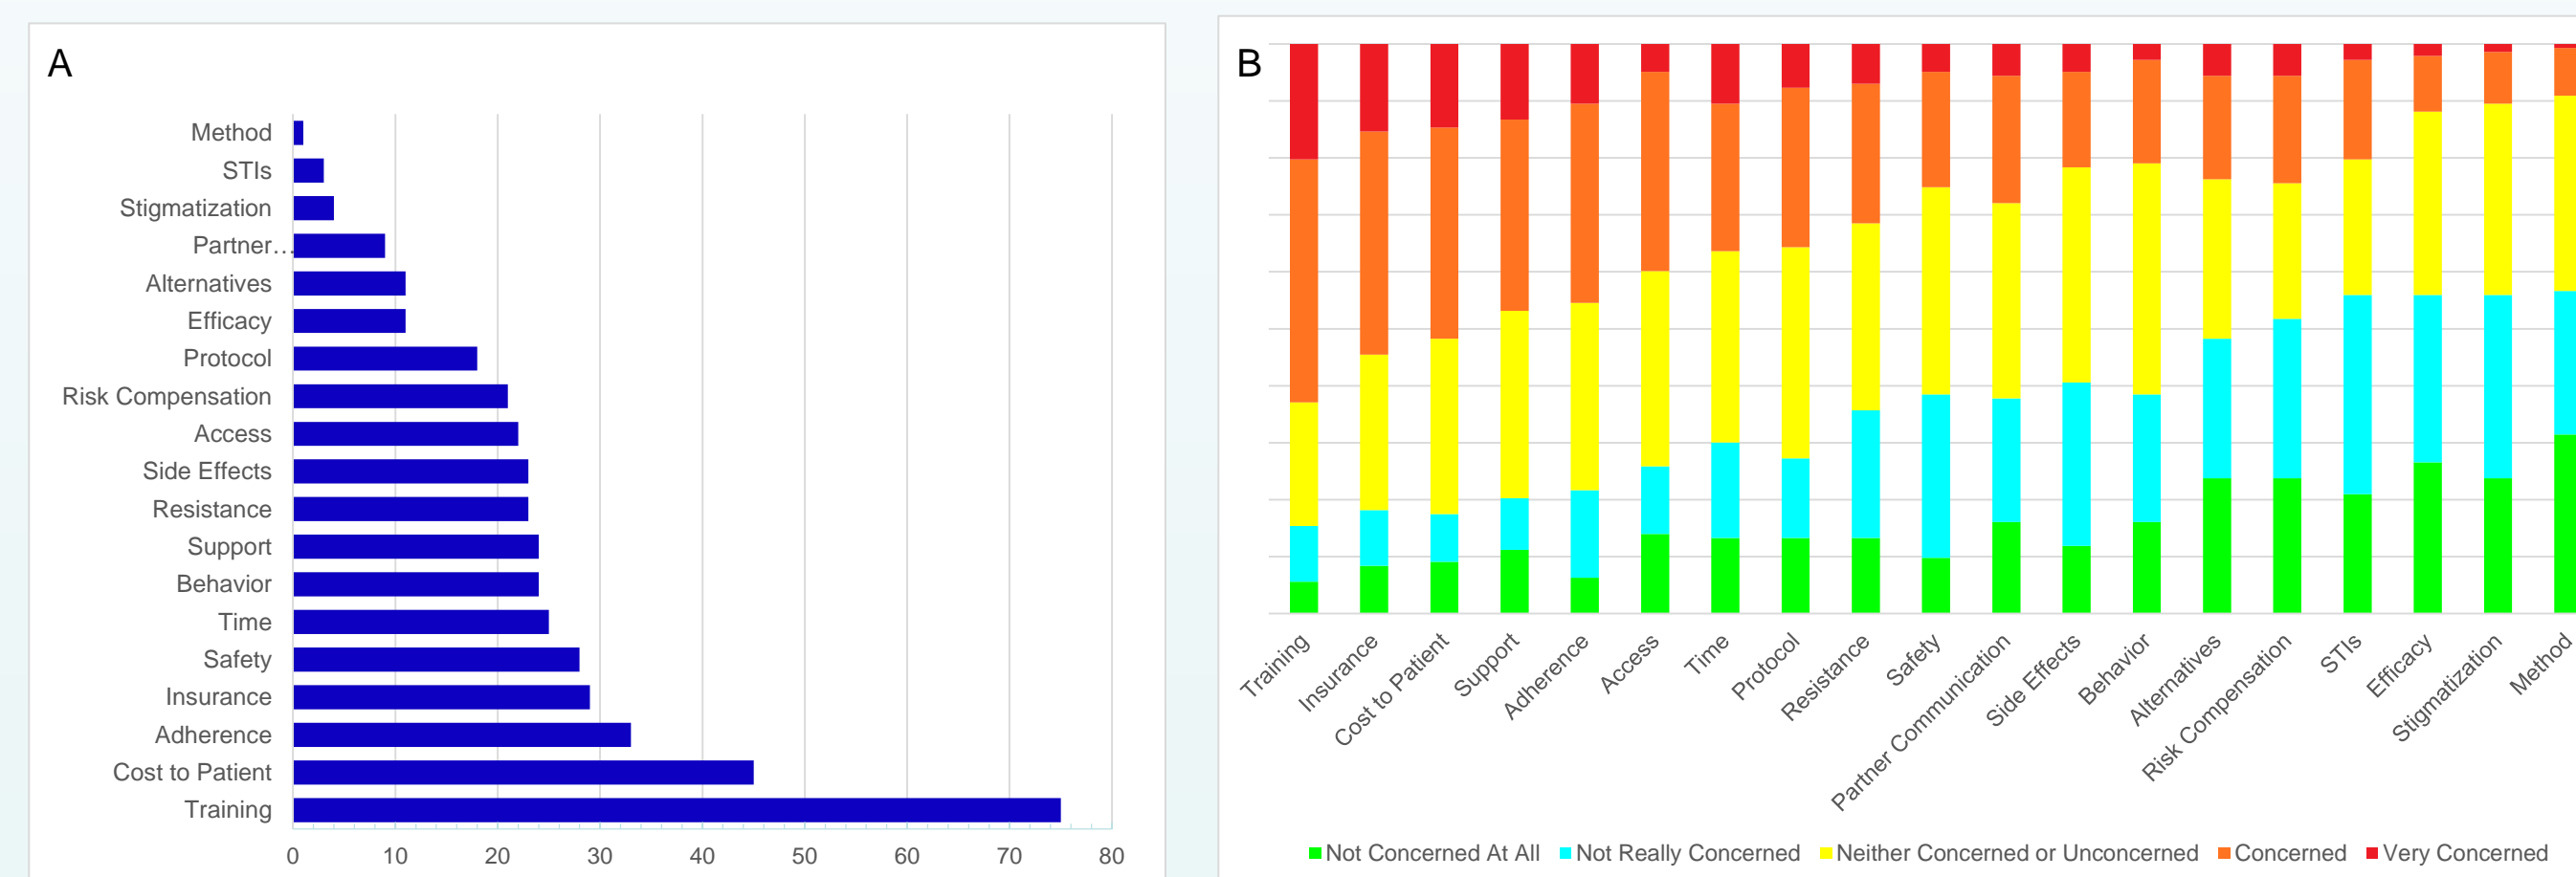 A
Method
STIs
Stigmatization
Partner…
Alternatives
Efficacy
Protocol
Risk Compensation
Access
Side Effects
Resistance
Support
Behavior
Time
Safety
Insurance
Adherence
Cost to Patient
Training
0 10 20 30 40 50 60 70 80
B
Training
Insurance
Cost to Patient
Support
Adherence
Access
Time
Protocol
Resistance
Safety
Partner Communication
Side Effects
Behavior
Alternatives
Risk Compensation
STIs
Efficacy
Stigmatization
Method
Not Concerned At All Not Really Concerned Neither Concerned or Unconcerned Concerned Very Concerned